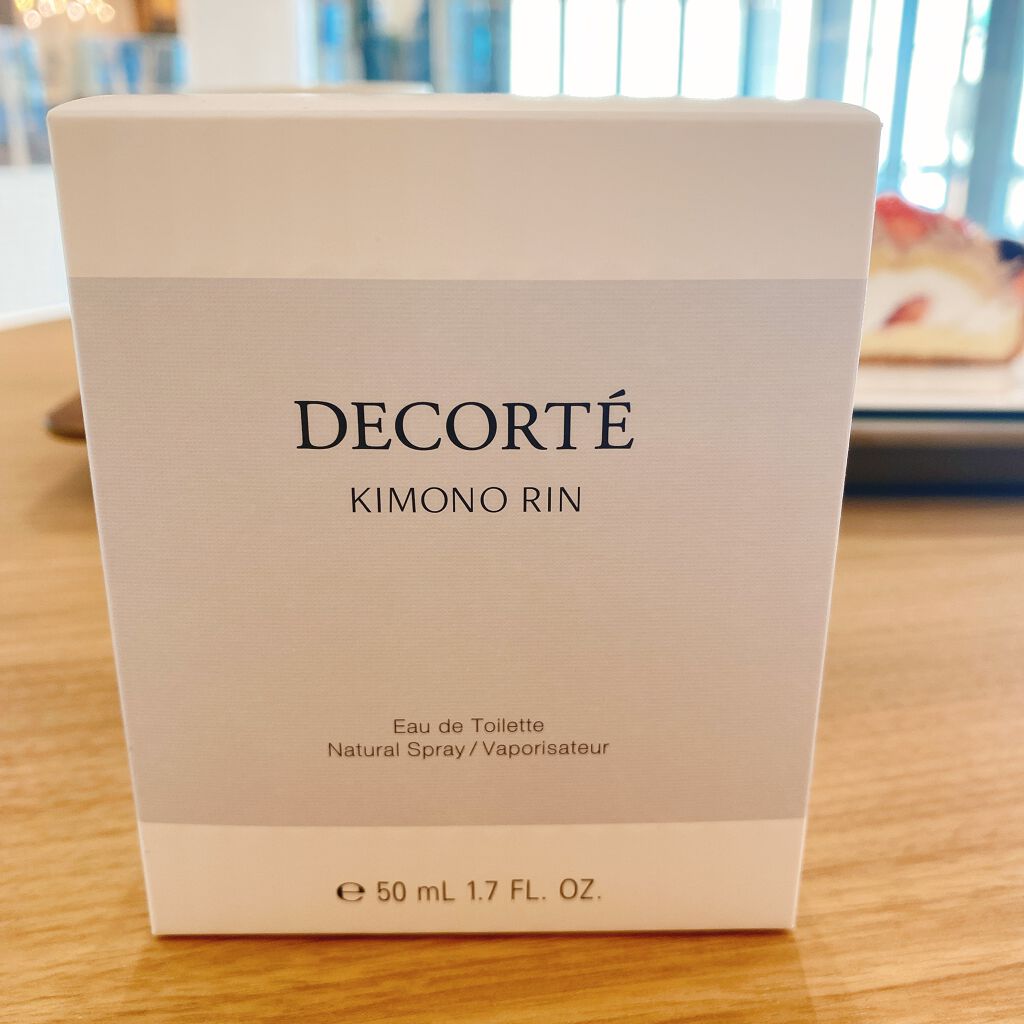 DECORTÉ
KIMONO RIN
Eau de Toilette
Natural Spray/Vaporisateur
℮ 50 mL 1.7 FL. OZ.